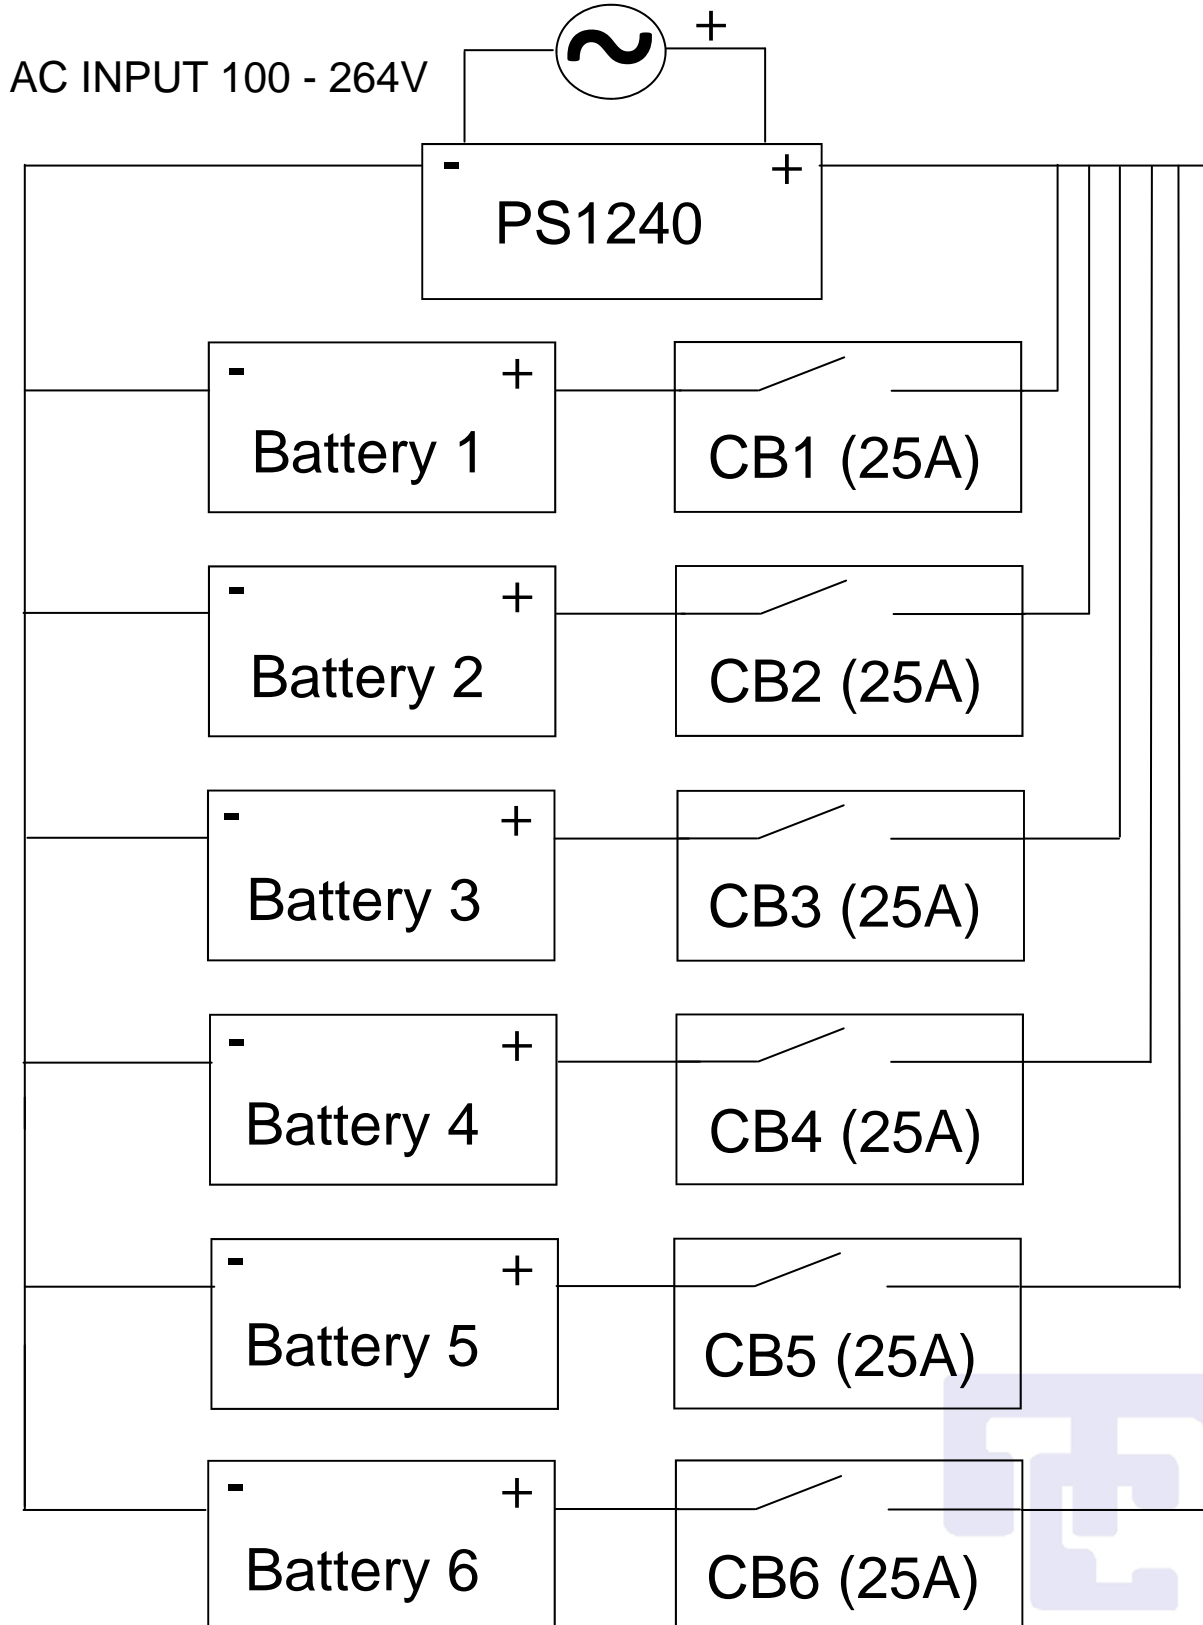 +
AC INPUT 100 - 264V
- +
PS1240
- +
Battery 1 CB1 (25A)
- +
Battery 2 CB2 (25A)
- +
Battery 3 CB3 (25A)
- +
Battery 4 CB4 (25A)
- +
Battery 5 CB5 (25A)
- +
Battery 6 CB6 (25A)